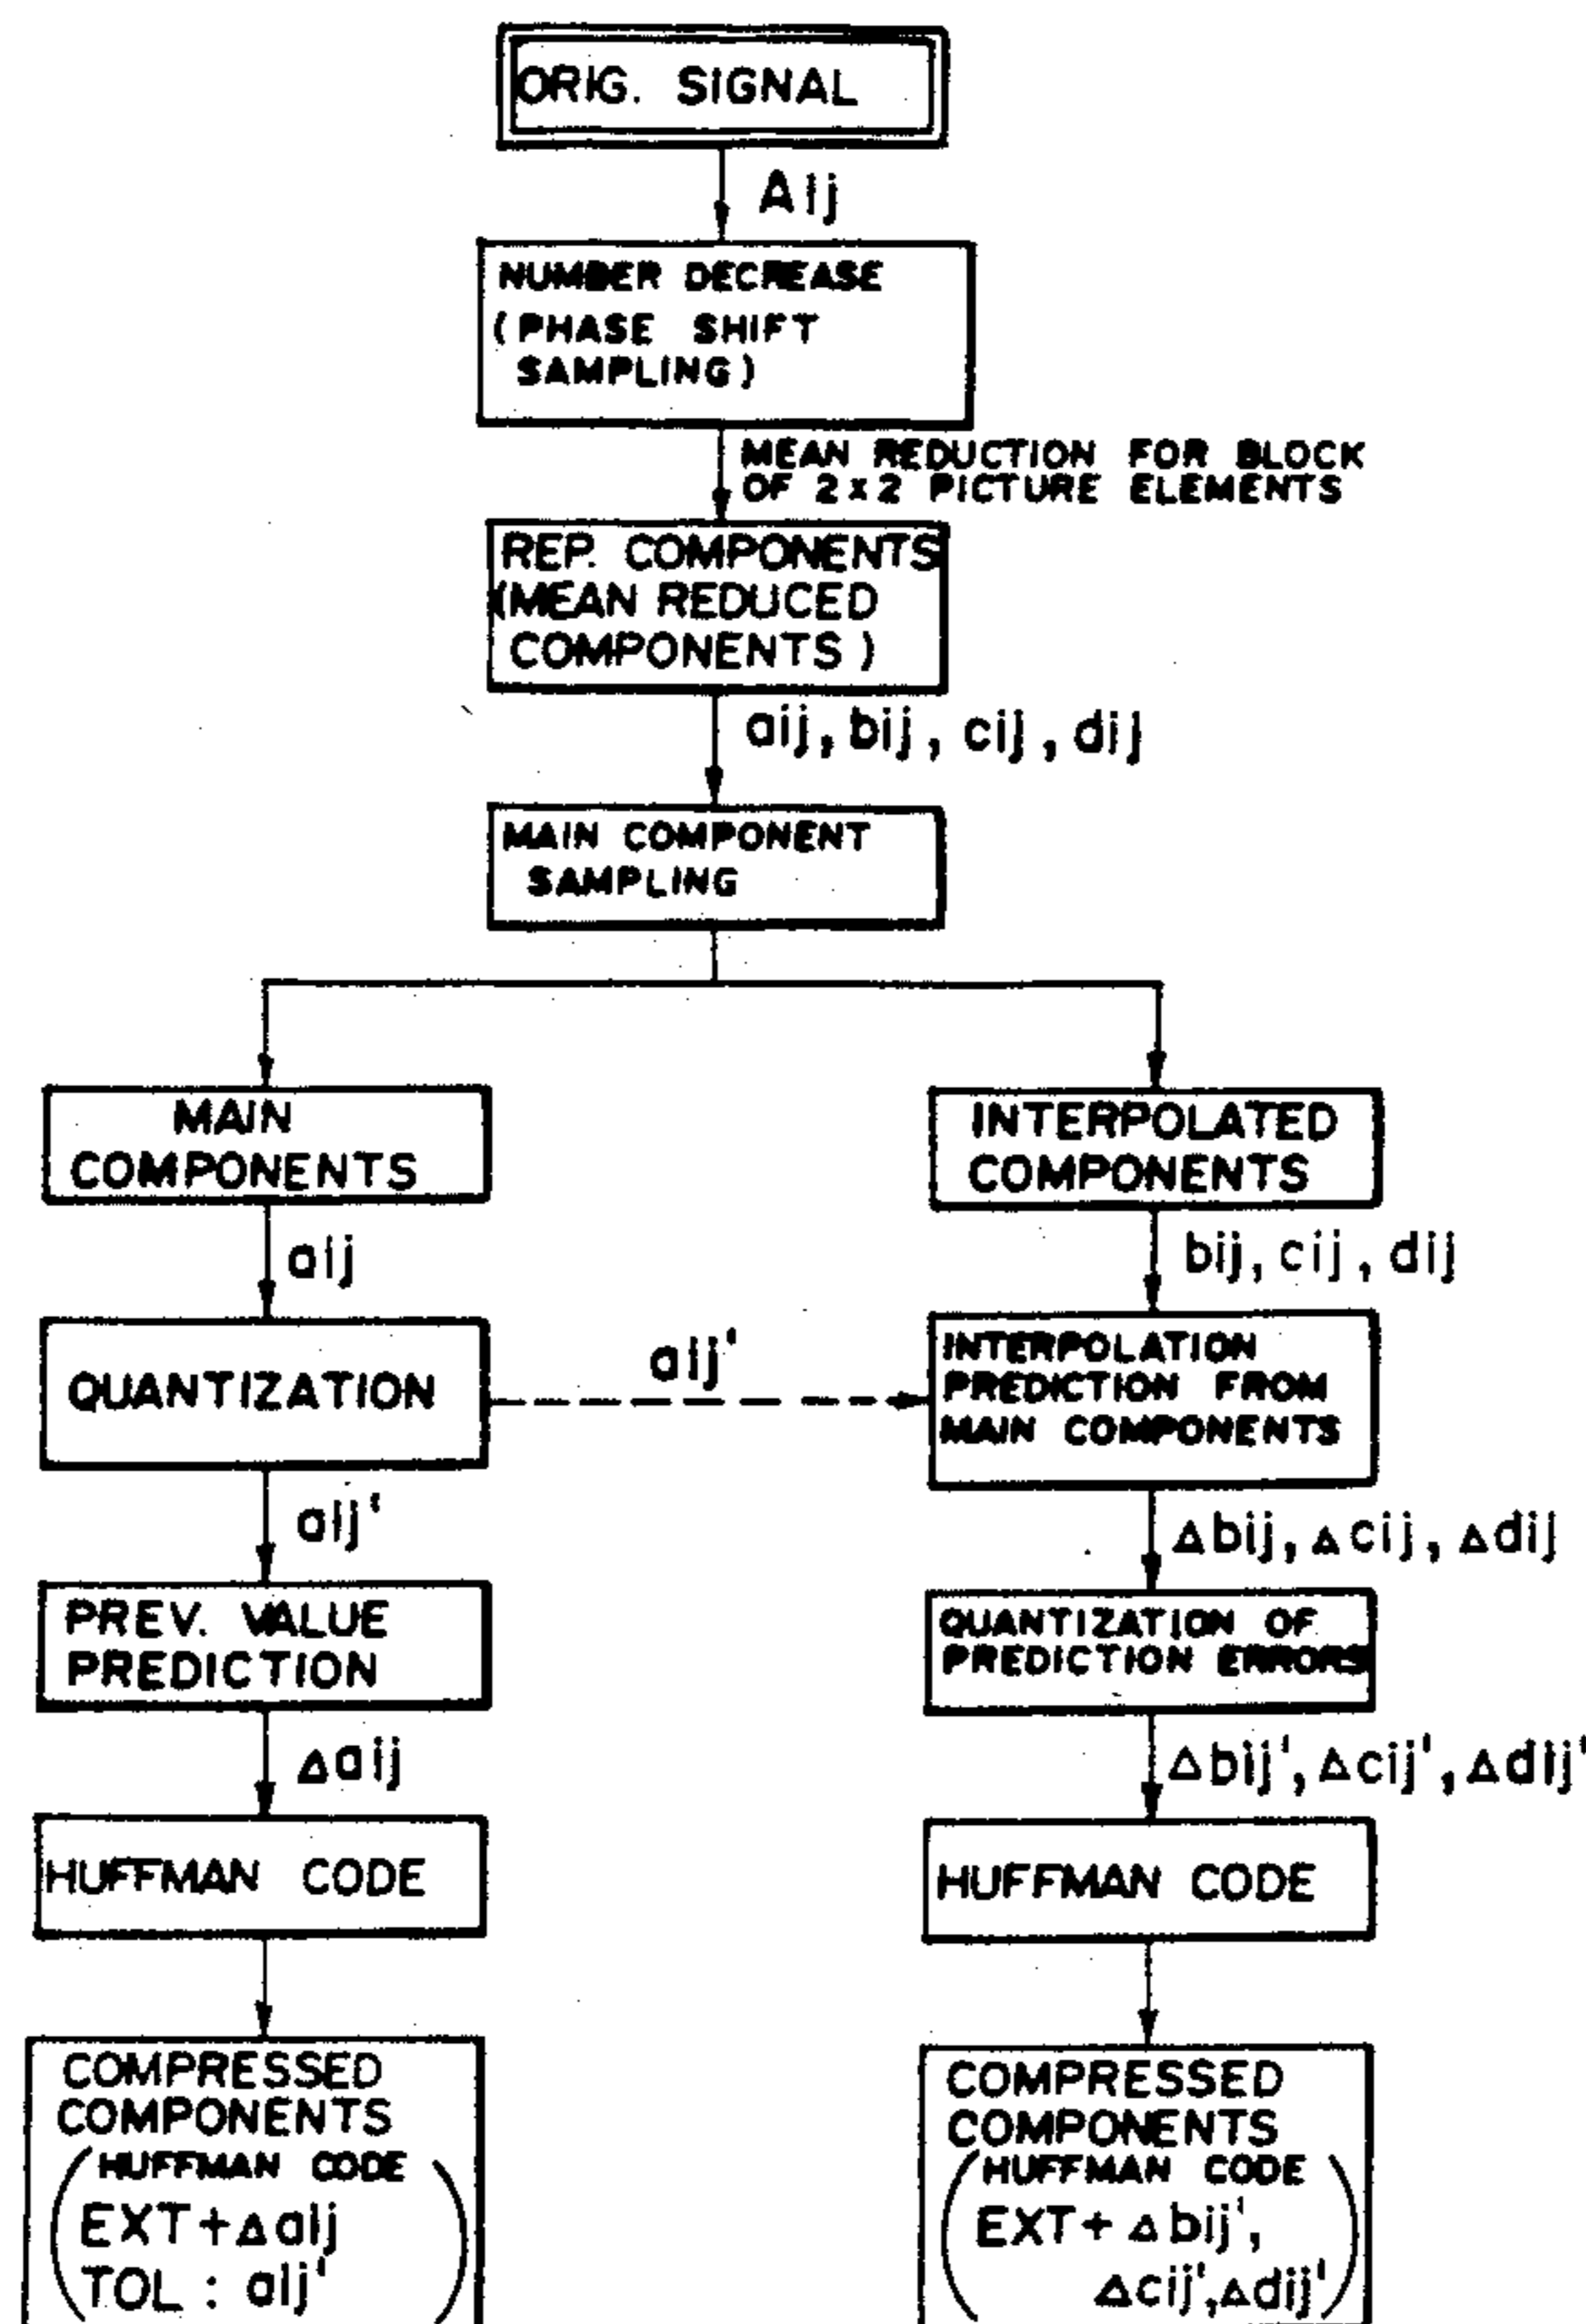 ORIG. SIGNAL
Aij
NUMBER DECREASE
(PHASE SHIFT
SAMPLING)
MEAN REDUCTION FOR BLOCK
OF 2x2 PICTURE ELEMENTS
REP. COMPONENTS
(MEAN REDUCED
COMPONENTS)
aij, bij, cij, dij
MAIN COMPONENT
SAMPLING
MAIN
COMPONENTS
aij
QUANTIZATION
aij'
PREV. VALUE
PREDICTION
Δaij
HUFFMAN CODE
COMPRESSED
COMPONENTS
(HUFFMAN CODE
EXT+Δaij
TOL : aij')
aij'
INTERPOLATED
COMPONENTS
bij, cij, dij
INTERPOLATION
PREDICTION FROM
MAIN COMPONENTS
Δbij, Δcij, Δdij
QUANTIZATION OF
PREDICTION ERRORS
Δbij', Δcij', Δdij'
HUFFMAN CODE
COMPRESSED
COMPONENTS
(HUFFMAN CODE
EXT+Δbij',
Δcij', Δdij')